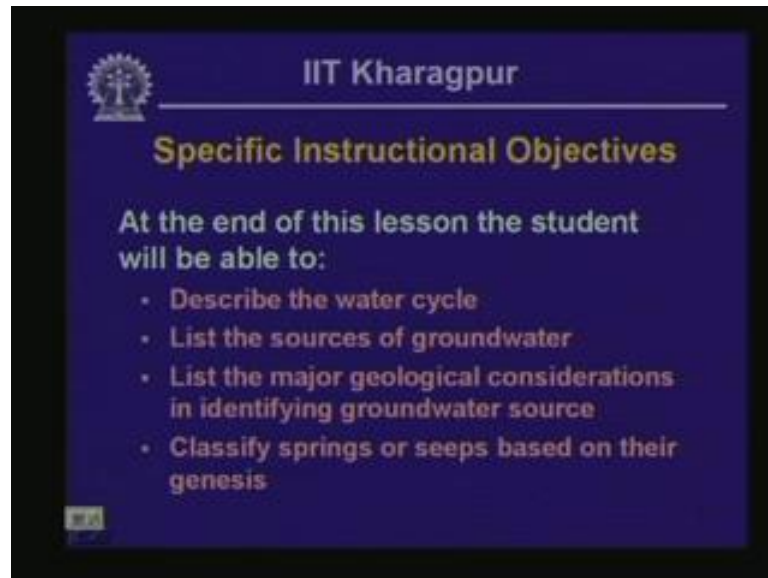 IIT Kharagpur
Specific Instructional Objectives
At the end of this lesson the student
will be able to:
• Describe the water cycle
• List the sources of groundwater
• List the major geological considerations
in identifying groundwater source
• Classify springs or seeps based on their
genesis